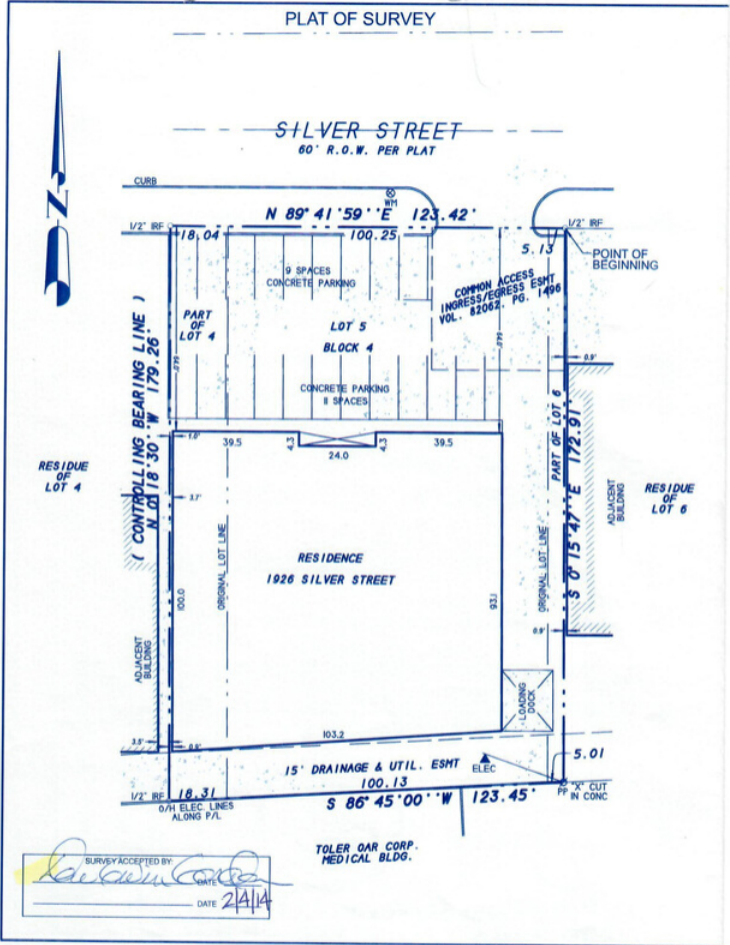 PLAT OF SURVEY
SILVER STREET
60' R.O.W. PER PLAT
CURB
WM
N 89° 41' 59'' E 123.42'
1/2" IRF
18.04
100.25
1/2" IRF
5.13
POINT OF
BEGINNING
9 SPACES
CONCRETE PARKING
COMMON ACCESS
INGRESS/EGRESS ESMT
VOL. 82062, PG. 1496
PART
OF
LOT 4
LOT 5
BLOCK 4
CONCRETE PARKING
11 SPACES
0.9'
( CONTROLLING BEARING LINE )
N 0° 18' 30'' W 179.26'
1.0'
39.5
4.3
24.0
4.3
39.5
PART OF LOT 6
S 0° 15' 47'' E 172.91'
RESIDUE
OF
LOT 4
3.7'
ADJACENT
BUILDING
RESIDUE
OF
LOT 6
ORIGINAL LOT LINE
RESIDENCE
1926 SILVER STREET
ORIGINAL LOT LINE
100.0
93.1
0.9'
ADJACENT
BUILDING
LOADING
DOCK
3.5'
0.9'
103.2
15' DRAINAGE & UTIL. ESMT
ELEC
5.01
100.13
1/2" IRF
18.31
S 86° 45' 00'' W 123.45'
PP
"X" CUT
IN CONC
O/H ELEC. LINES
ALONG P/L
TOLER OAR CORP.
MEDICAL BLDG.
SURVEY ACCEPTED BY:
DATE
DATE 2/4/14